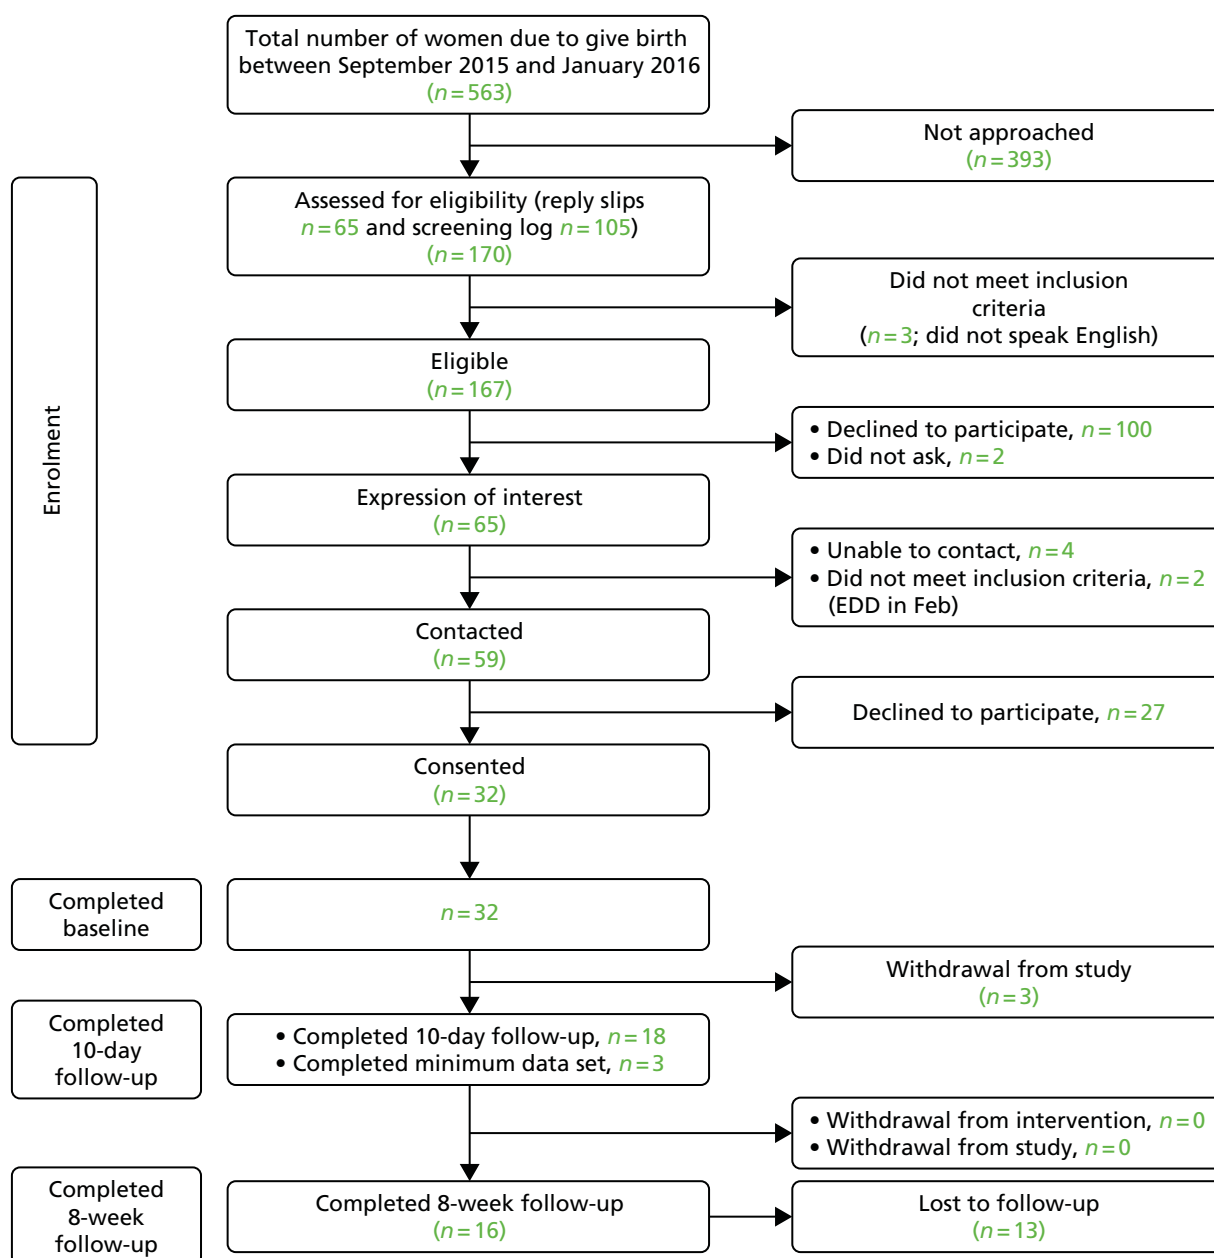 Total number of women due to give birth
between September 2015 and January 2016
(n=563)
Not approached
(n=393)
Enrolment
Assessed for eligibility (reply slips
n=65 and screening log n=105)
(n=170)
Did not meet inclusion
criteria
(n=3; did not speak English)
Eligible
(n=167)
• Declined to participate, n=100
• Did not ask, n=2
Expression of interest
(n=65)
• Unable to contact, n=4
• Did not meet inclusion criteria, n=2
(EDD in Feb)
Contacted
(n=59)
Declined to participate, n=27
Consented
(n=32)
Completed
baseline
n=32
Withdrawal from study
(n=3)
Completed
10-day
follow-up
• Completed 10-day follow-up, n=18
• Completed minimum data set, n=3
• Withdrawal from intervention, n=0
• Withdrawal from study, n=0
Completed
8-week
follow-up
Completed 8-week follow-up
(n=16)
Lost to follow-up
(n=13)